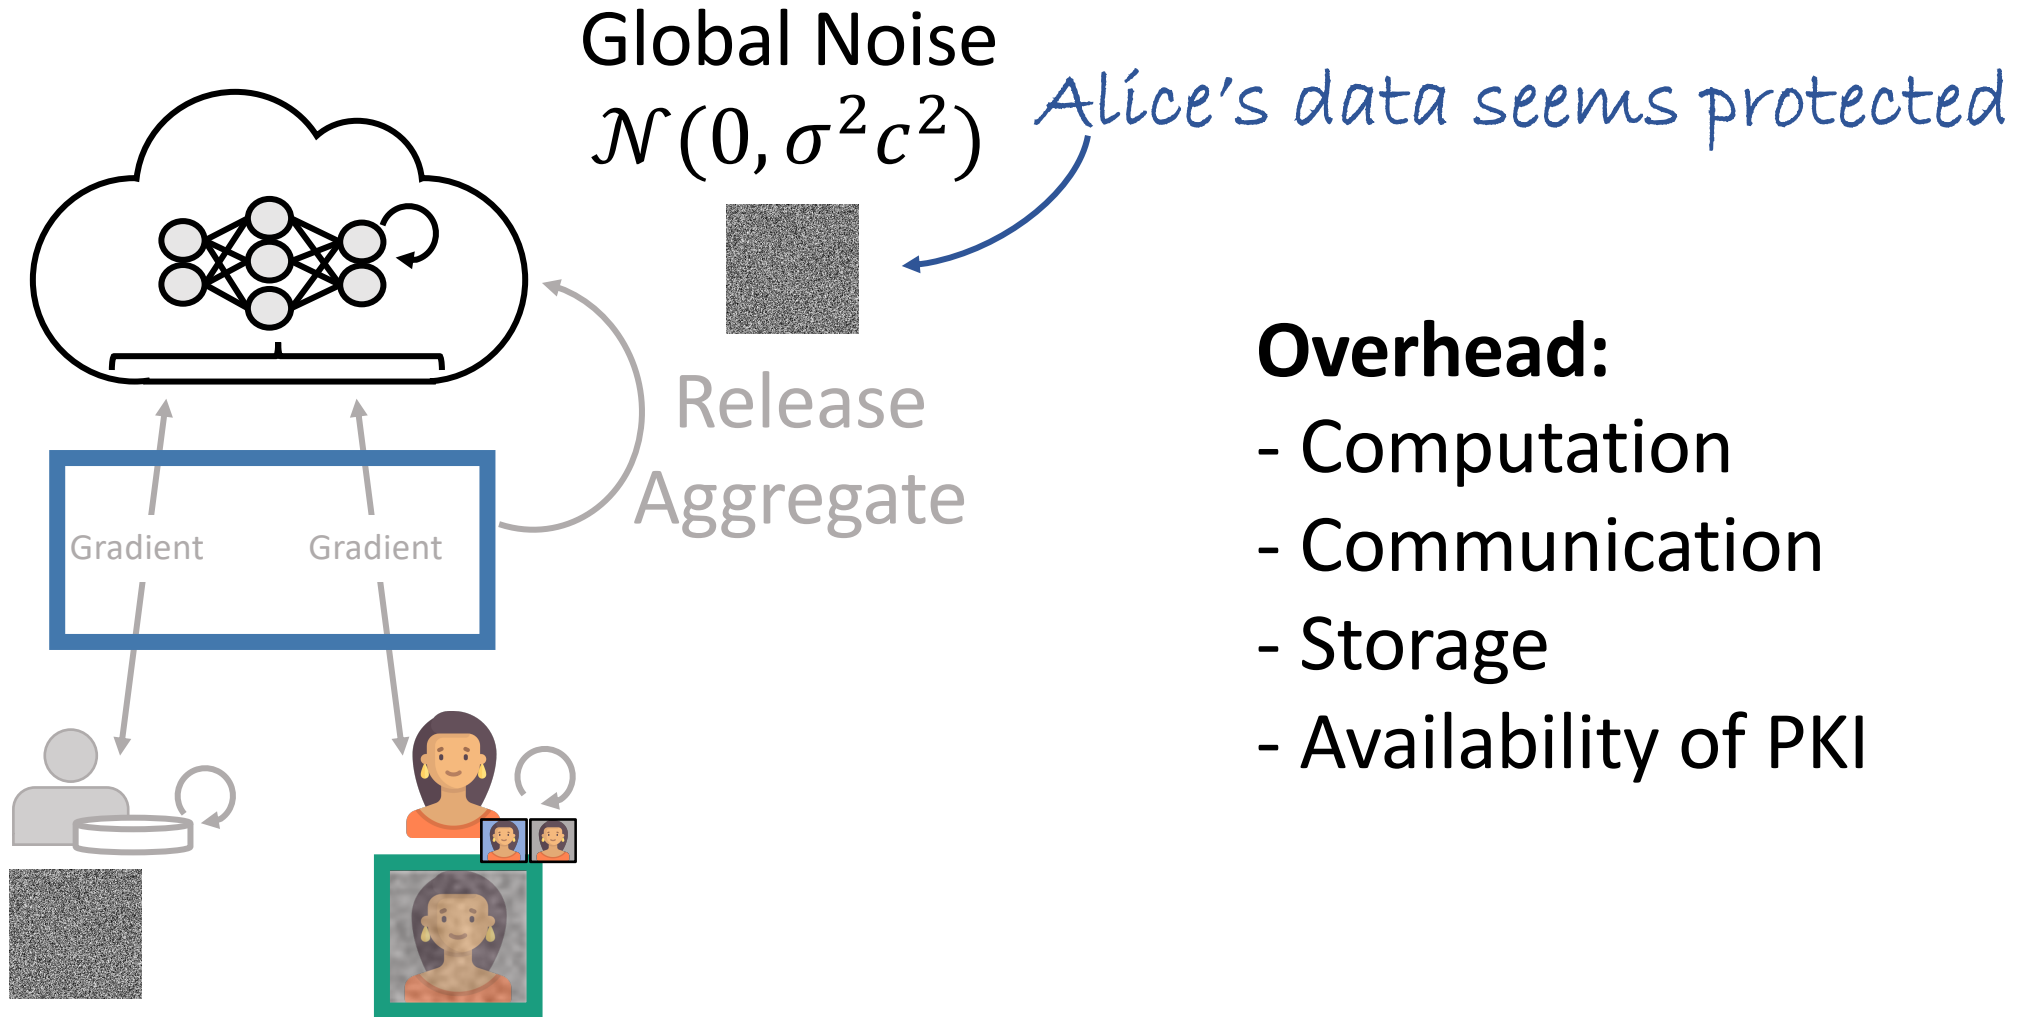 Global Noise
𝒩(0, σ²c²)
Alice's data seems protected
Release
Aggregate
Gradient
Gradient
Overhead:
- Computation
- Communication
- Storage
- Availability of PKI